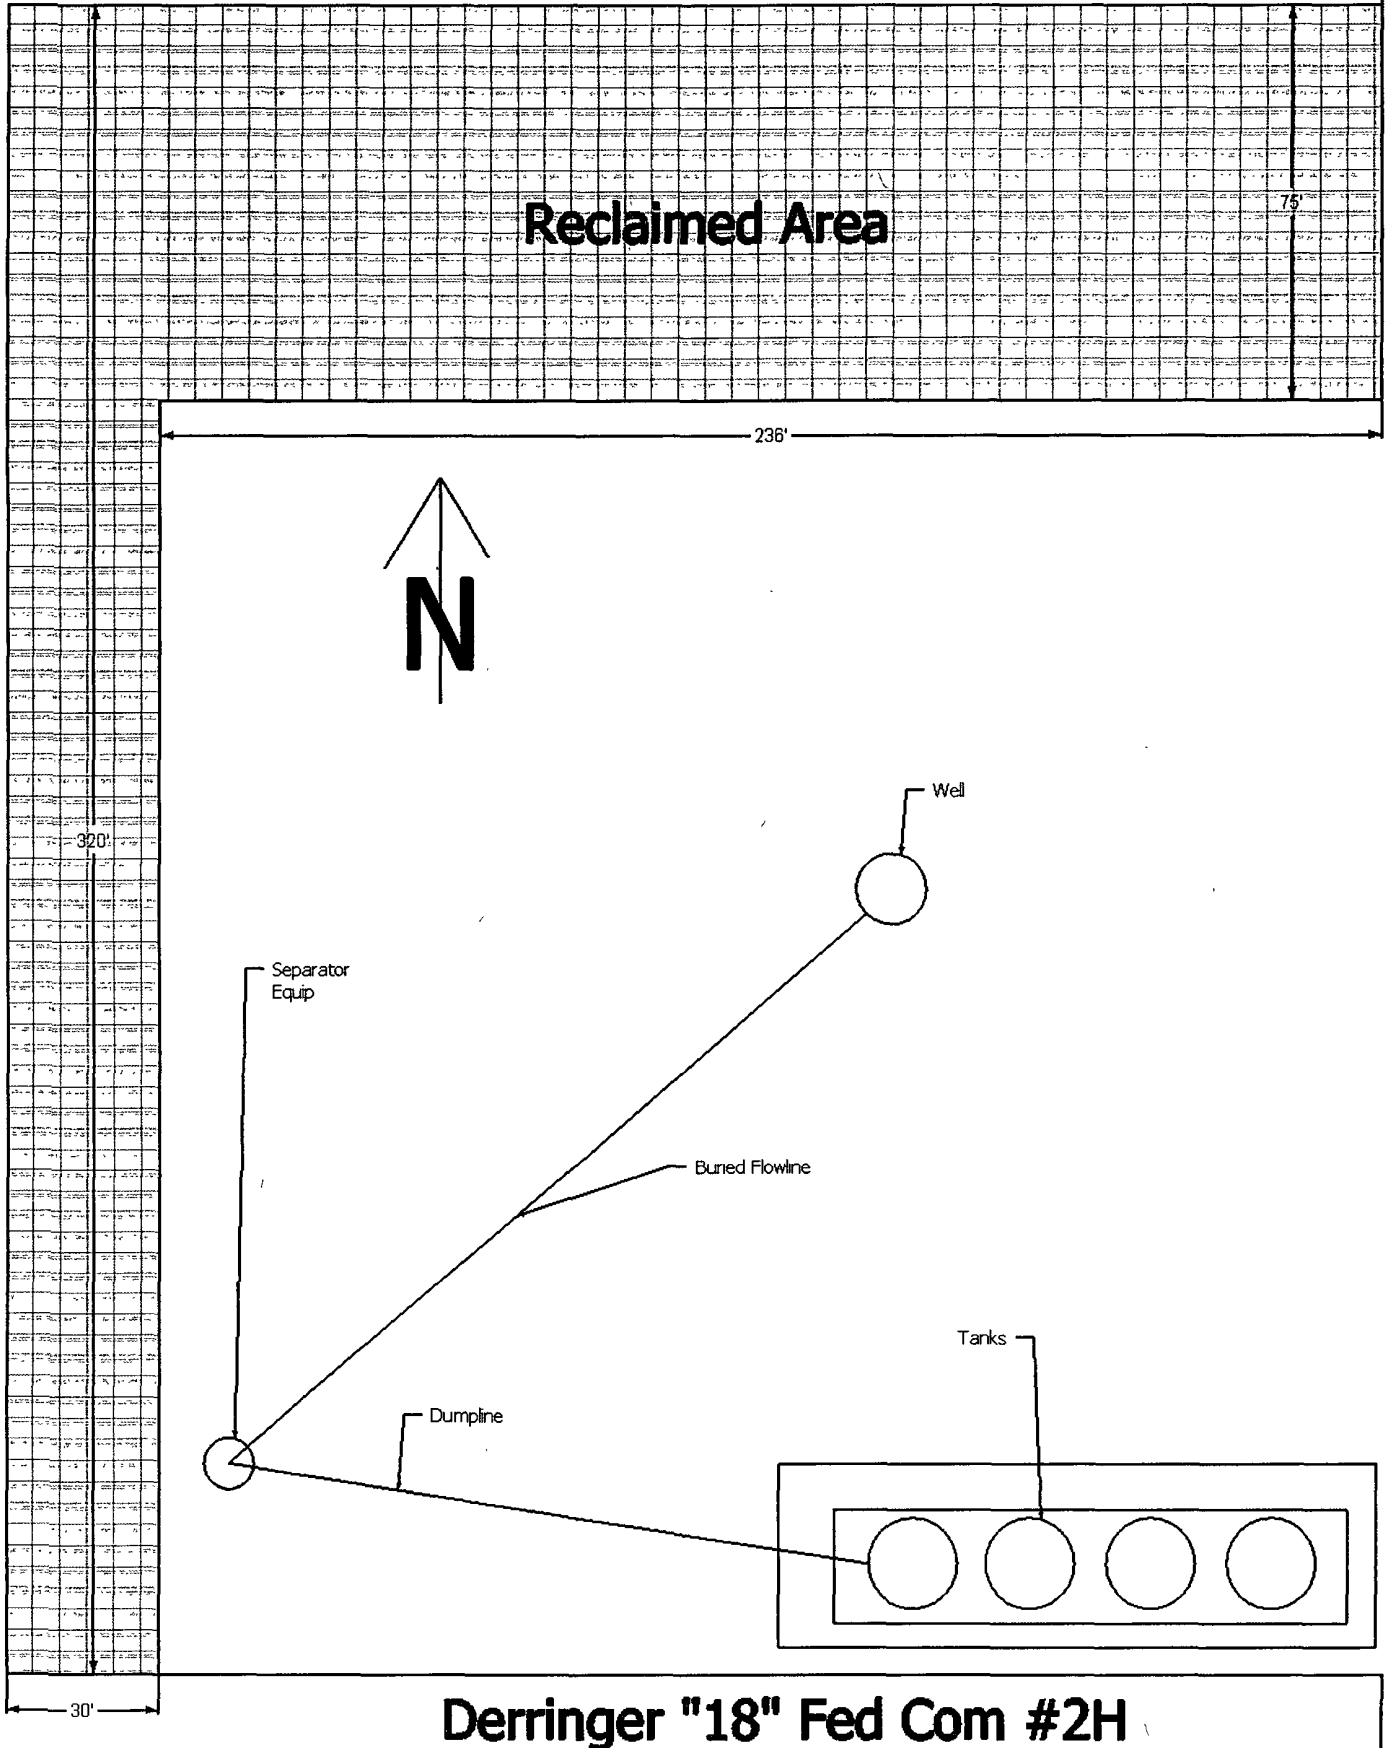 Reclaimed Area
75'
236'
N
Well
320'
Separator
Equip
Buried Flowline
Tanks
Dumpline
30'
Derringer "18" Fed Com #2H